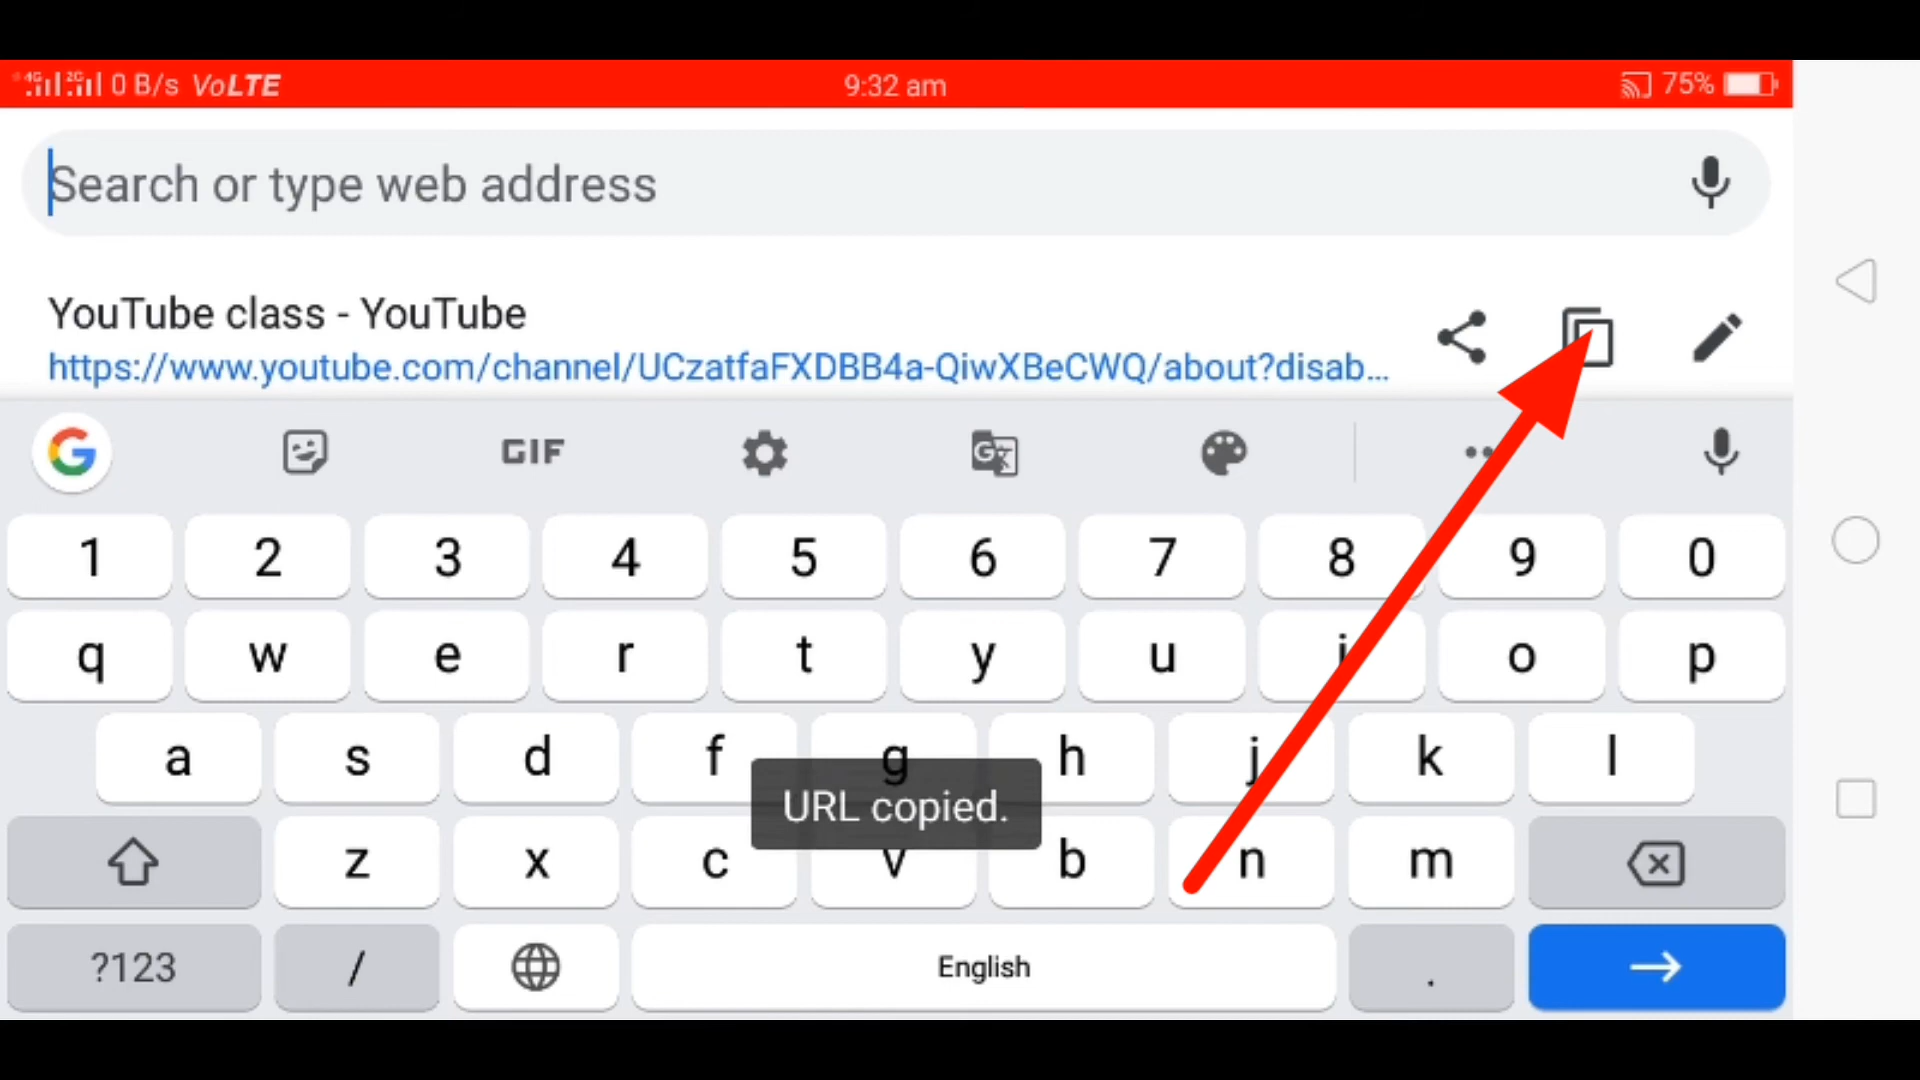 4G 2G 0 B/s VoLTE 9:32 am 75%
Search or type web address
YouTube class - YouTube
https://www.youtube.com/channel/UCzatfaFXDBB4a-QiwXBeCWQ/about?disab...
G GIF G
1 2 3 4 5 6 7 8 9 0
q w e r t y u i o p
a s d f g h j k l
URL copied.
z x c v b n m
?123 / English .